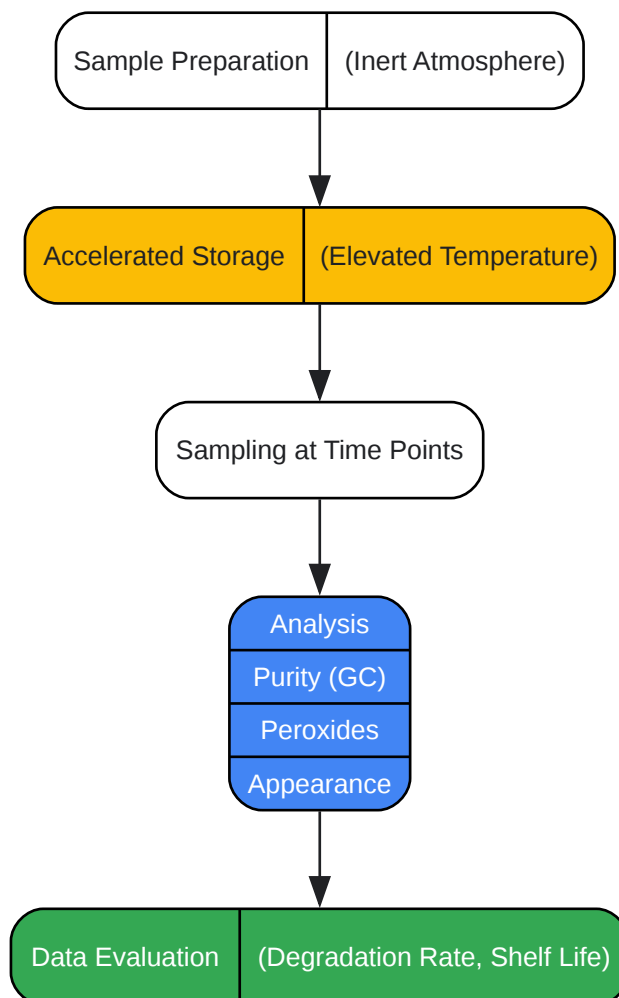 Sample Preparation (Inert Atmosphere)
Accelerated Storage (Elevated Temperature)
Sampling at Time Points
Analysis
Purity (GC)
Peroxides
Appearance
Data Evaluation (Degradation Rate, Shelf Life)